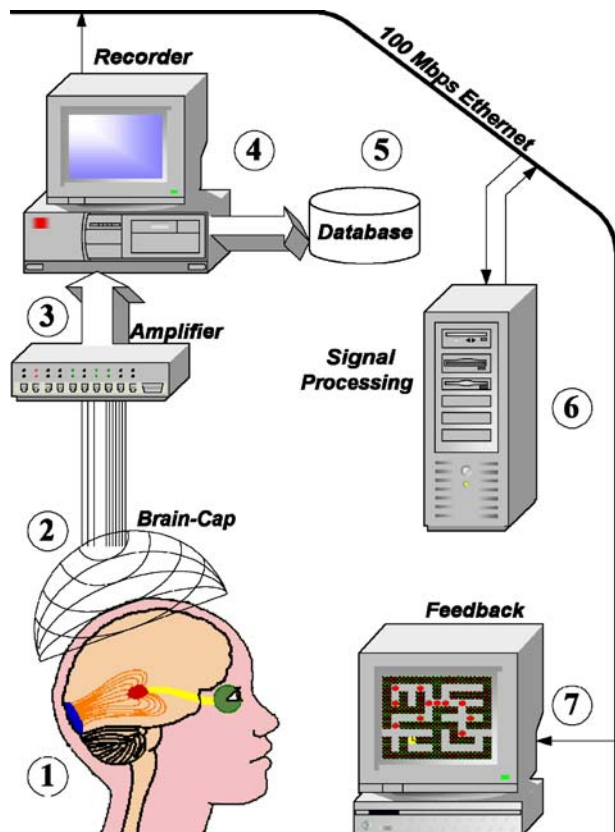 Recorder
100 Mbps Ethernet
4
5
Database
3
Amplifier
Signal
Processing
6
2
Brain-Cap
Feedback
7
1